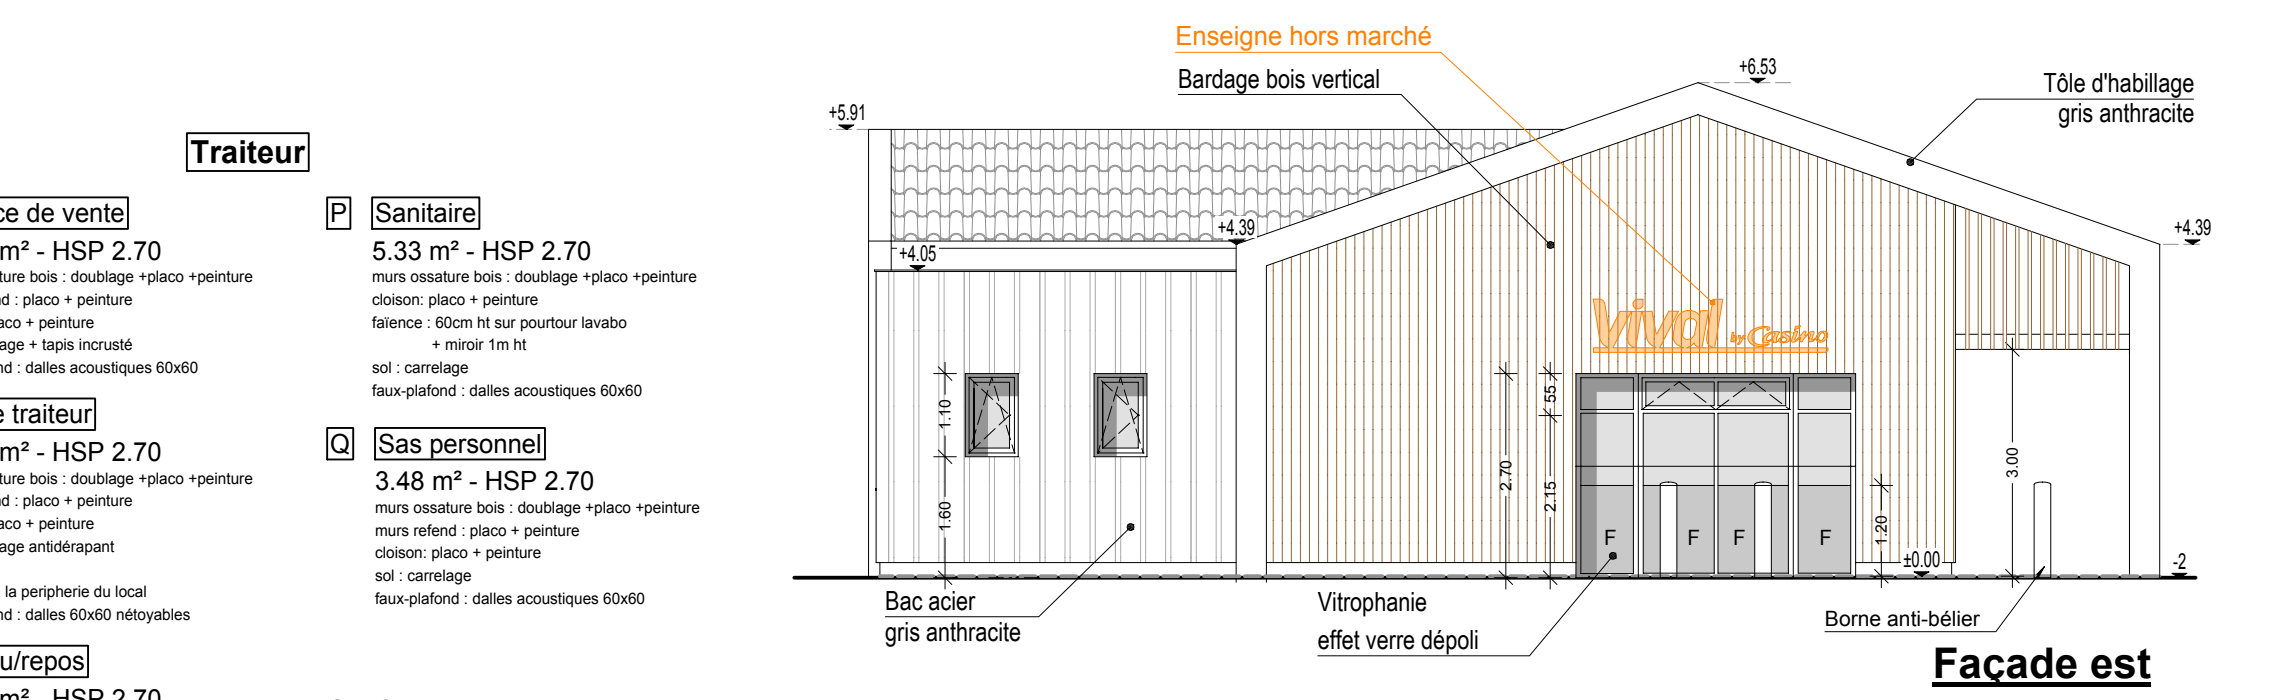 Traiteur
ce de vente
m² - HSP 2.70
ture bois : doublage +placo +peinture
nd : placo + peinture
aco + peinture
age + tapis incrusté
nd : dalles acoustiques 60x60
e traiteur
m² - HSP 2.70
ture bois : doublage +placo +peinture
nd : placo + peinture
aco + peinture
age antidérapant
la peripherie du local
nd : dalles 60x60 nétoyables
u/repos
m² - HSP 2.70
P Sanitaire
5.33 m² - HSP 2.70
murs ossature bois : doublage +placo +peinture
cloison: placo + peinture
faïence : 60cm ht sur pourtour lavabo
+ miroir 1m ht
sol : carrelage
faux-plafond : dalles acoustiques 60x60
Q Sas personnel
3.48 m² - HSP 2.70
murs ossature bois : doublage +placo +peinture
murs refend : placo + peinture
cloison: placo + peinture
sol : carrelage
faux-plafond : dalles acoustiques 60x60
Enseigne hors marché
Bardage bois vertical
+6.53
Tôle d'habillage
gris anthracite
+5.91
+4.39
+4.39
+4.05
Vival by Casino
1.10
1.60
2.70
55
2.15
3.00
1.20
F F F F
±0.00
-2
Bac acier
gris anthracite
Vitrophanie
effet verre dépoli
Borne anti-bélier
Façade est